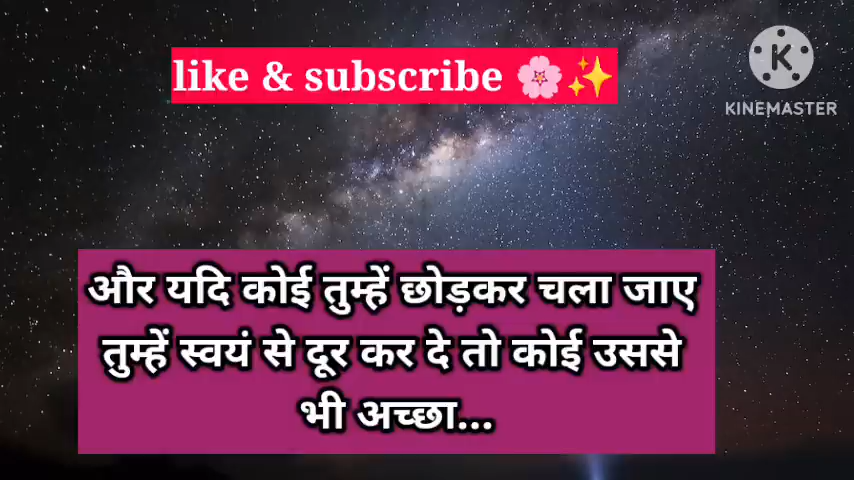 like & subscribe 🌸✨
KINEMASTER
और यदि कोई तुम्हें छोड़कर चला जाए
तुम्हें स्वयं से दूर कर दे तो कोई उससे
भी अच्छा...